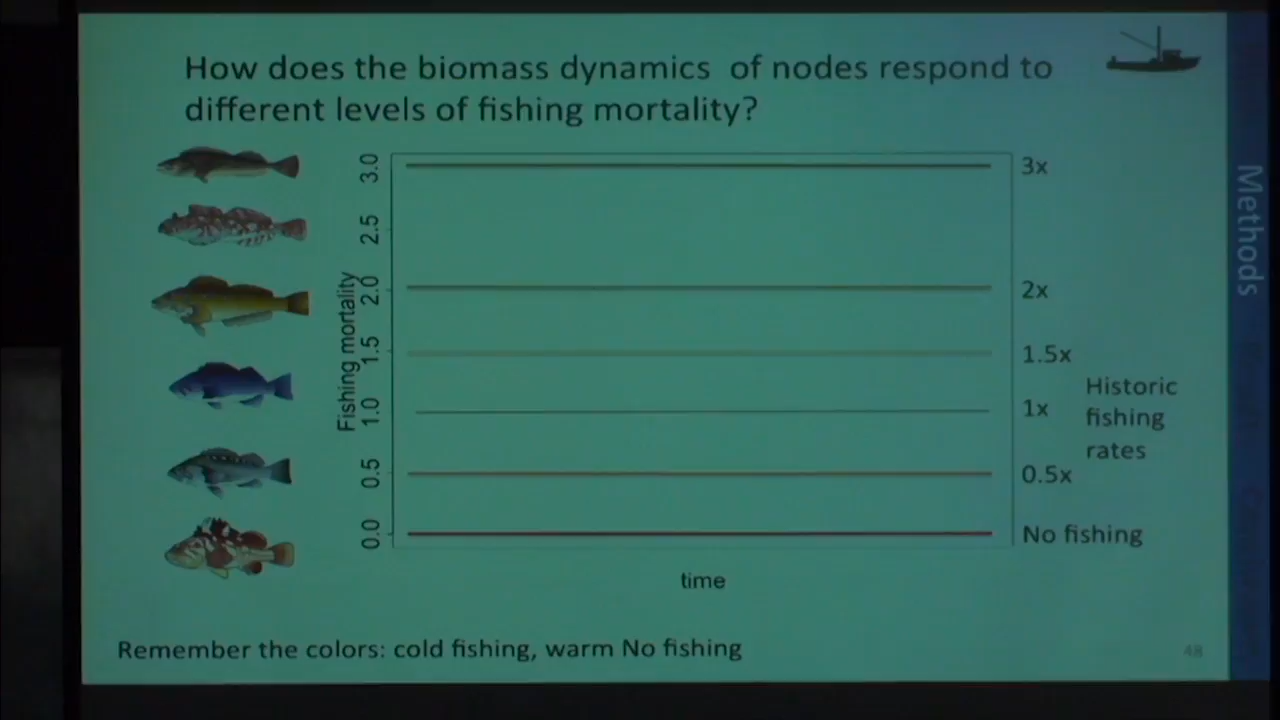 How does the biomass dynamics of nodes respond to
different levels of fishing mortality?
Methods
Fishing mortality
3.0
2.5
2.0
1.5
1.0
0.5
0.0
3x
2x
1.5x
1x
0.5x
No fishing
Historic
fishing
rates
time
Remember the colors: cold fishing, warm No fishing
48